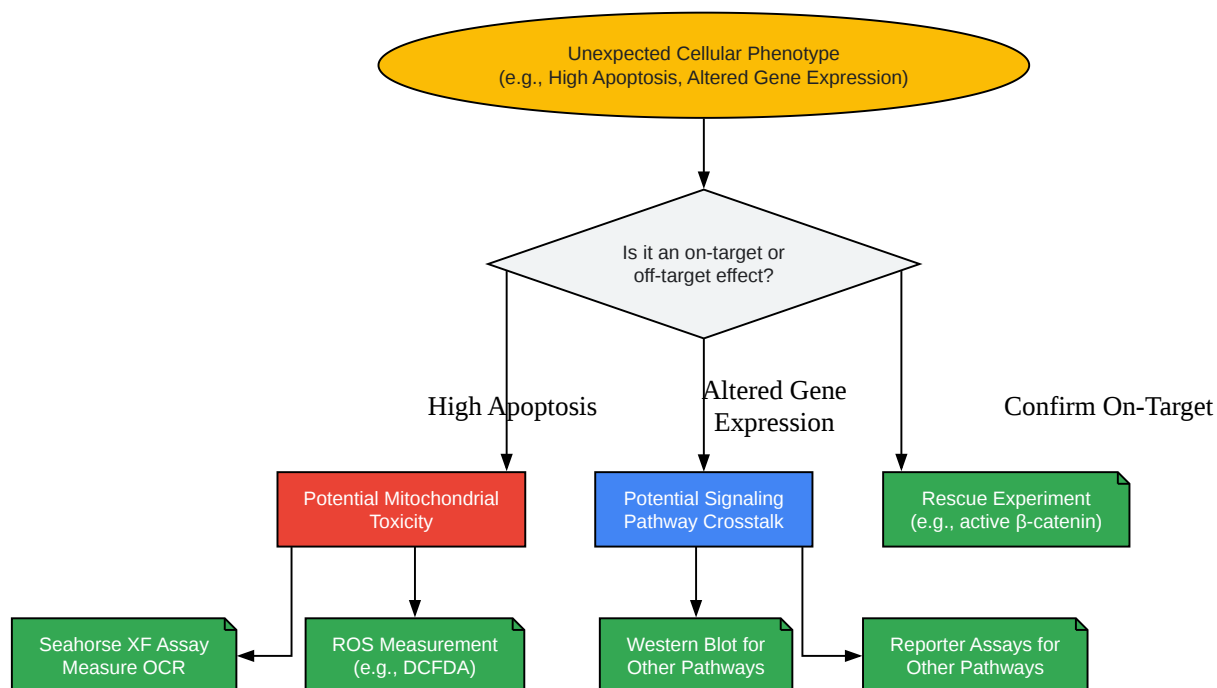 Unexpected Cellular Phenotype
(e.g., High Apoptosis, Altered Gene Expression)
Is it an on-target or
off-target effect?
High Apoptosis
Altered Gene
Expression
Confirm On-Target
Potential Mitochondrial
Toxicity
Potential Signaling
Pathway Crosstalk
Rescue Experiment
(e.g., active β-catenin)
Seahorse XF Assay
Measure OCR
ROS Measurement
(e.g., DCFDA)
Western Blot for
Other Pathways
Reporter Assays for
Other Pathways